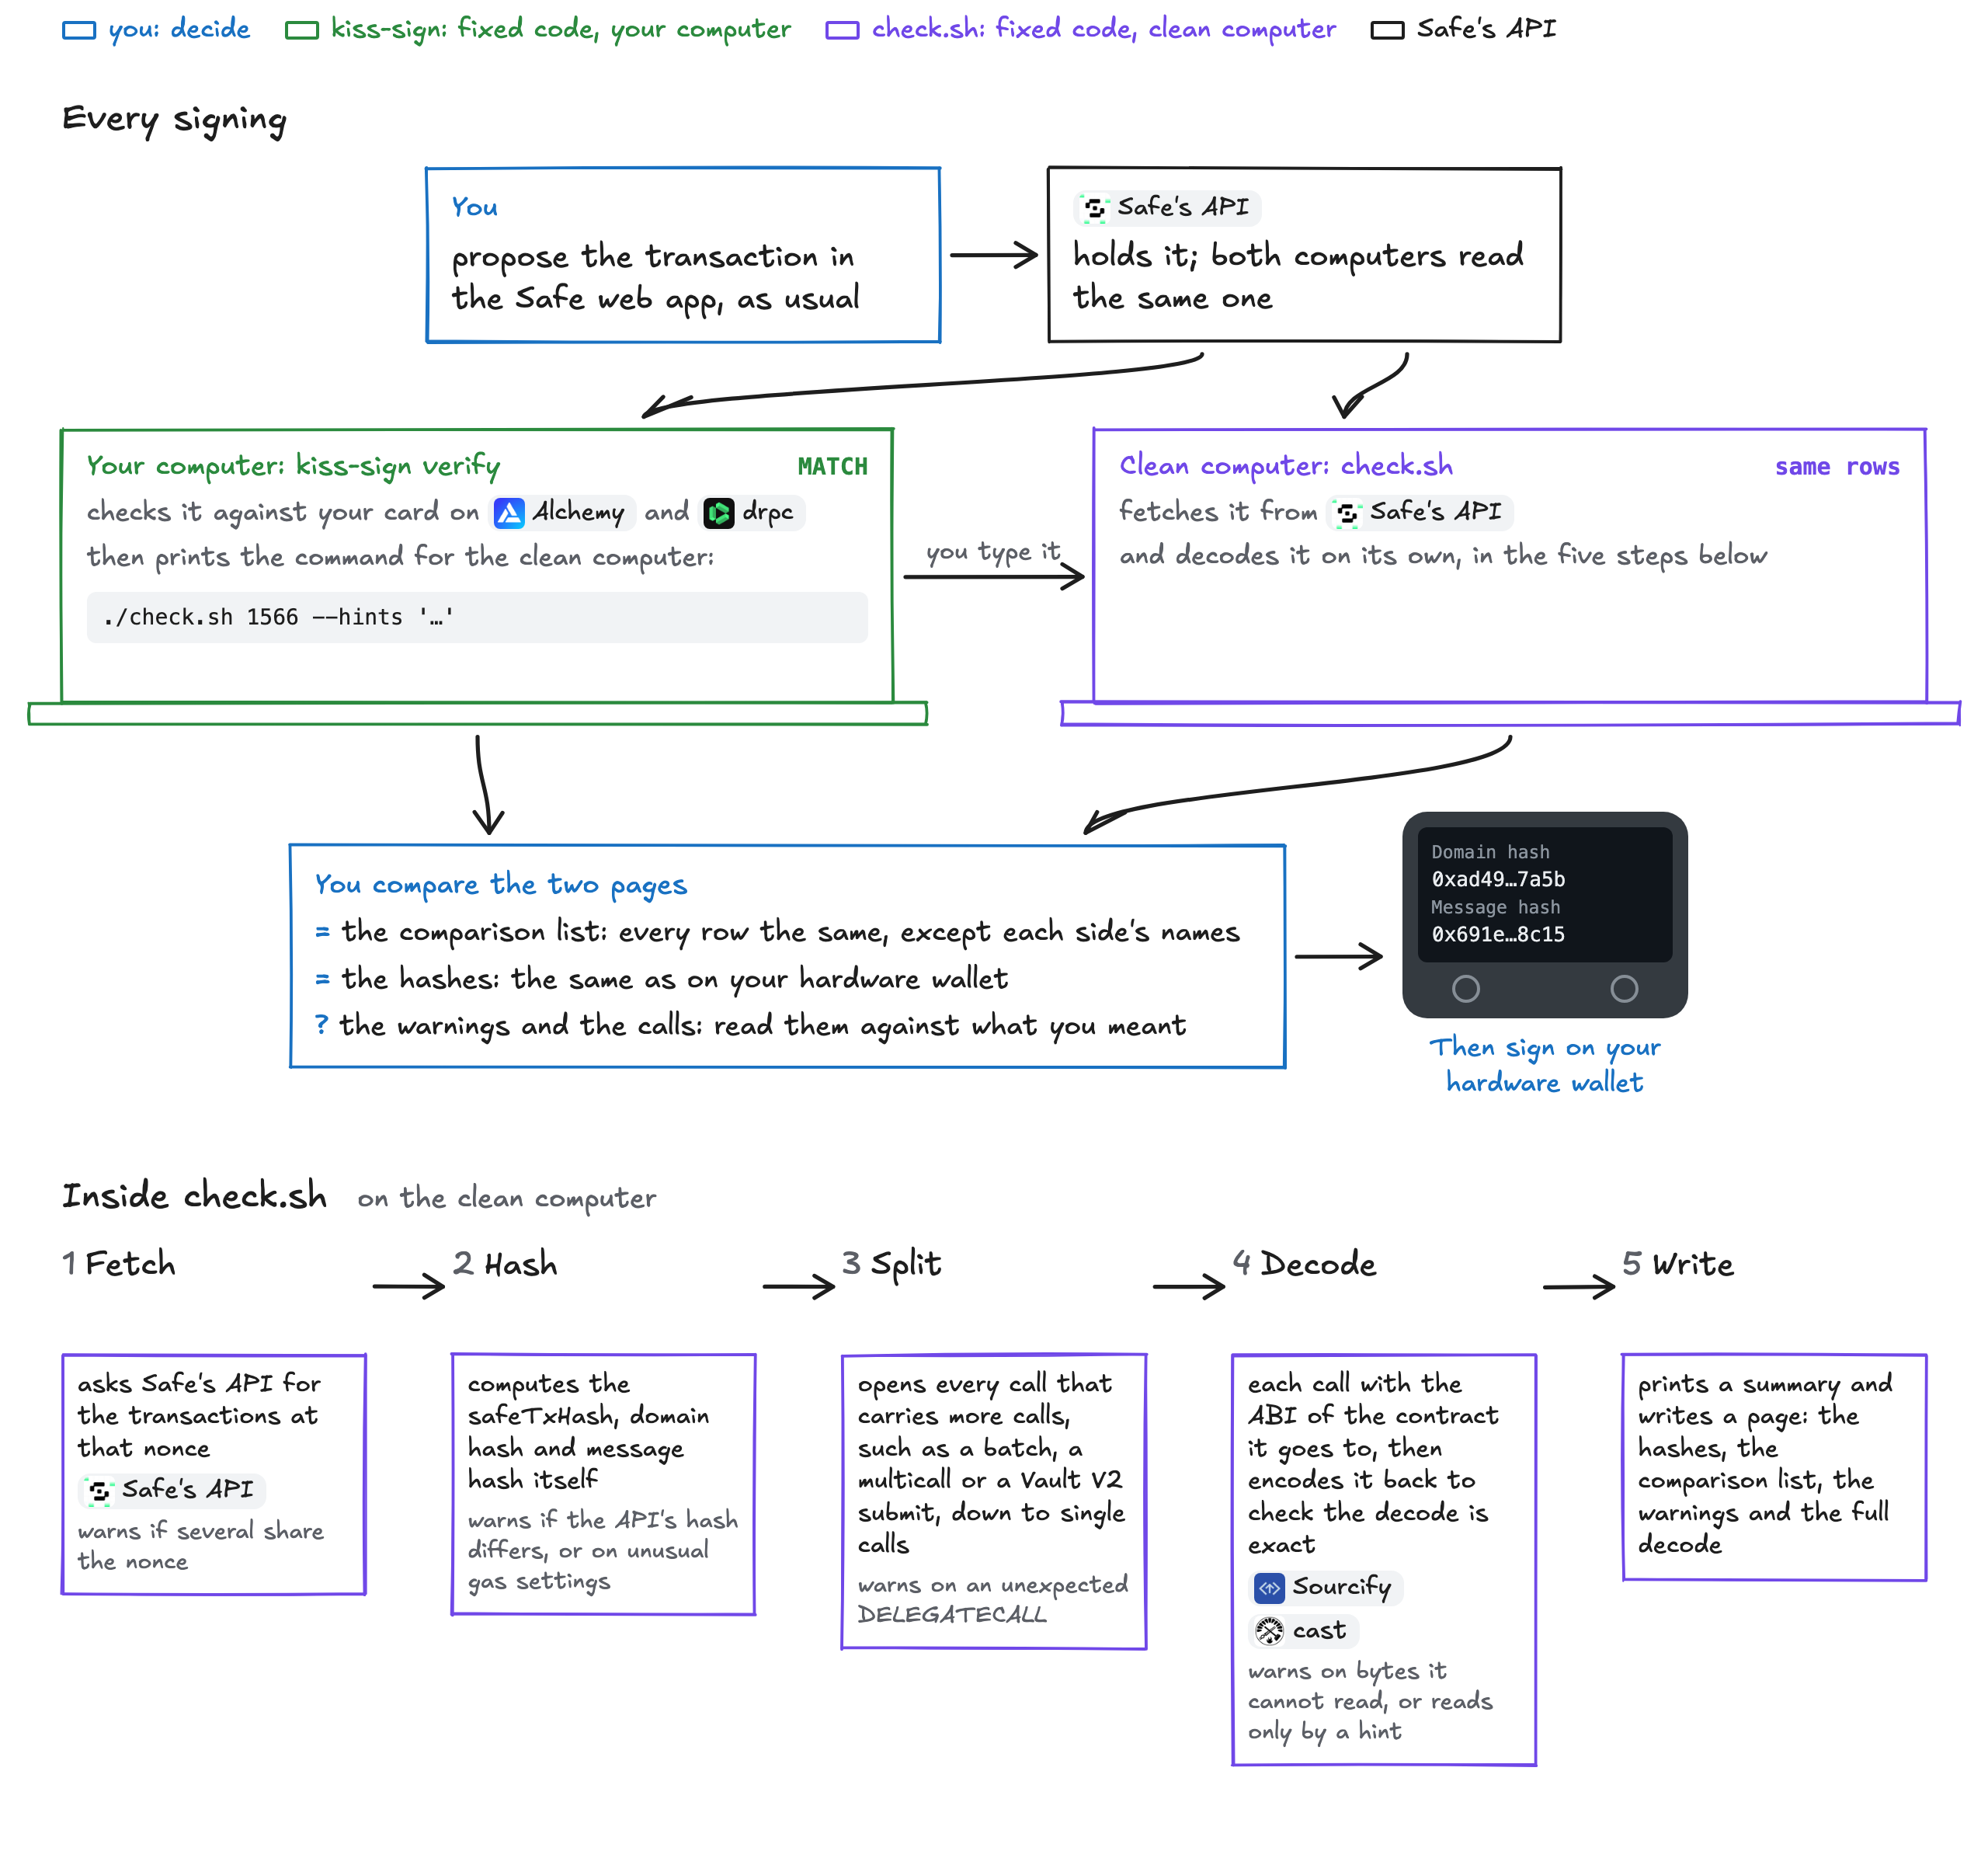 you: decide
kiss-sign: fixed code, your computer
check.sh: fixed code, clean computer
Safe's API
Every signing
You
propose the transaction in
the Safe web app, as usual
Safe's API
holds it; both computers read
the same one
Your computer: kiss-sign verify
MATCH
checks it against your card on Alchemy and drpc
then prints the command for the clean computer:
./check.sh 1566 --hints '…'
you type it
Clean computer: check.sh
same rows
fetches it from Safe's API
and decodes it on its own, in the five steps below
You compare the two pages
= the comparison list: every row the same, except each side's names
= the hashes: the same as on your hardware wallet
? the warnings and the calls: read them against what you meant
Domain hash
0xad49…7a5b
Message hash
0x691e…8c15
Then sign on your
hardware wallet
Inside check.sh on the clean computer
1 Fetch
asks Safe's API for
the transactions at
that nonce
Safe's API
warns if several share
the nonce
2 Hash
computes the
safeTxHash, domain
hash and message
hash itself
warns if the API's hash
differs, or on unusual
gas settings
3 Split
opens every call that
carries more calls,
such as a batch, a
multicall or a Vault V2
submit, down to single
calls
warns on an unexpected
DELEGATECALL
4 Decode
each call with the
ABI of the contract
it goes to, then
encodes it back to
check the decode is
exact
Sourcify
cast
warns on bytes it
cannot read, or reads
only by a hint
5 Write
prints a summary and
writes a page: the
hashes, the
comparison list, the
warnings and the full
decode